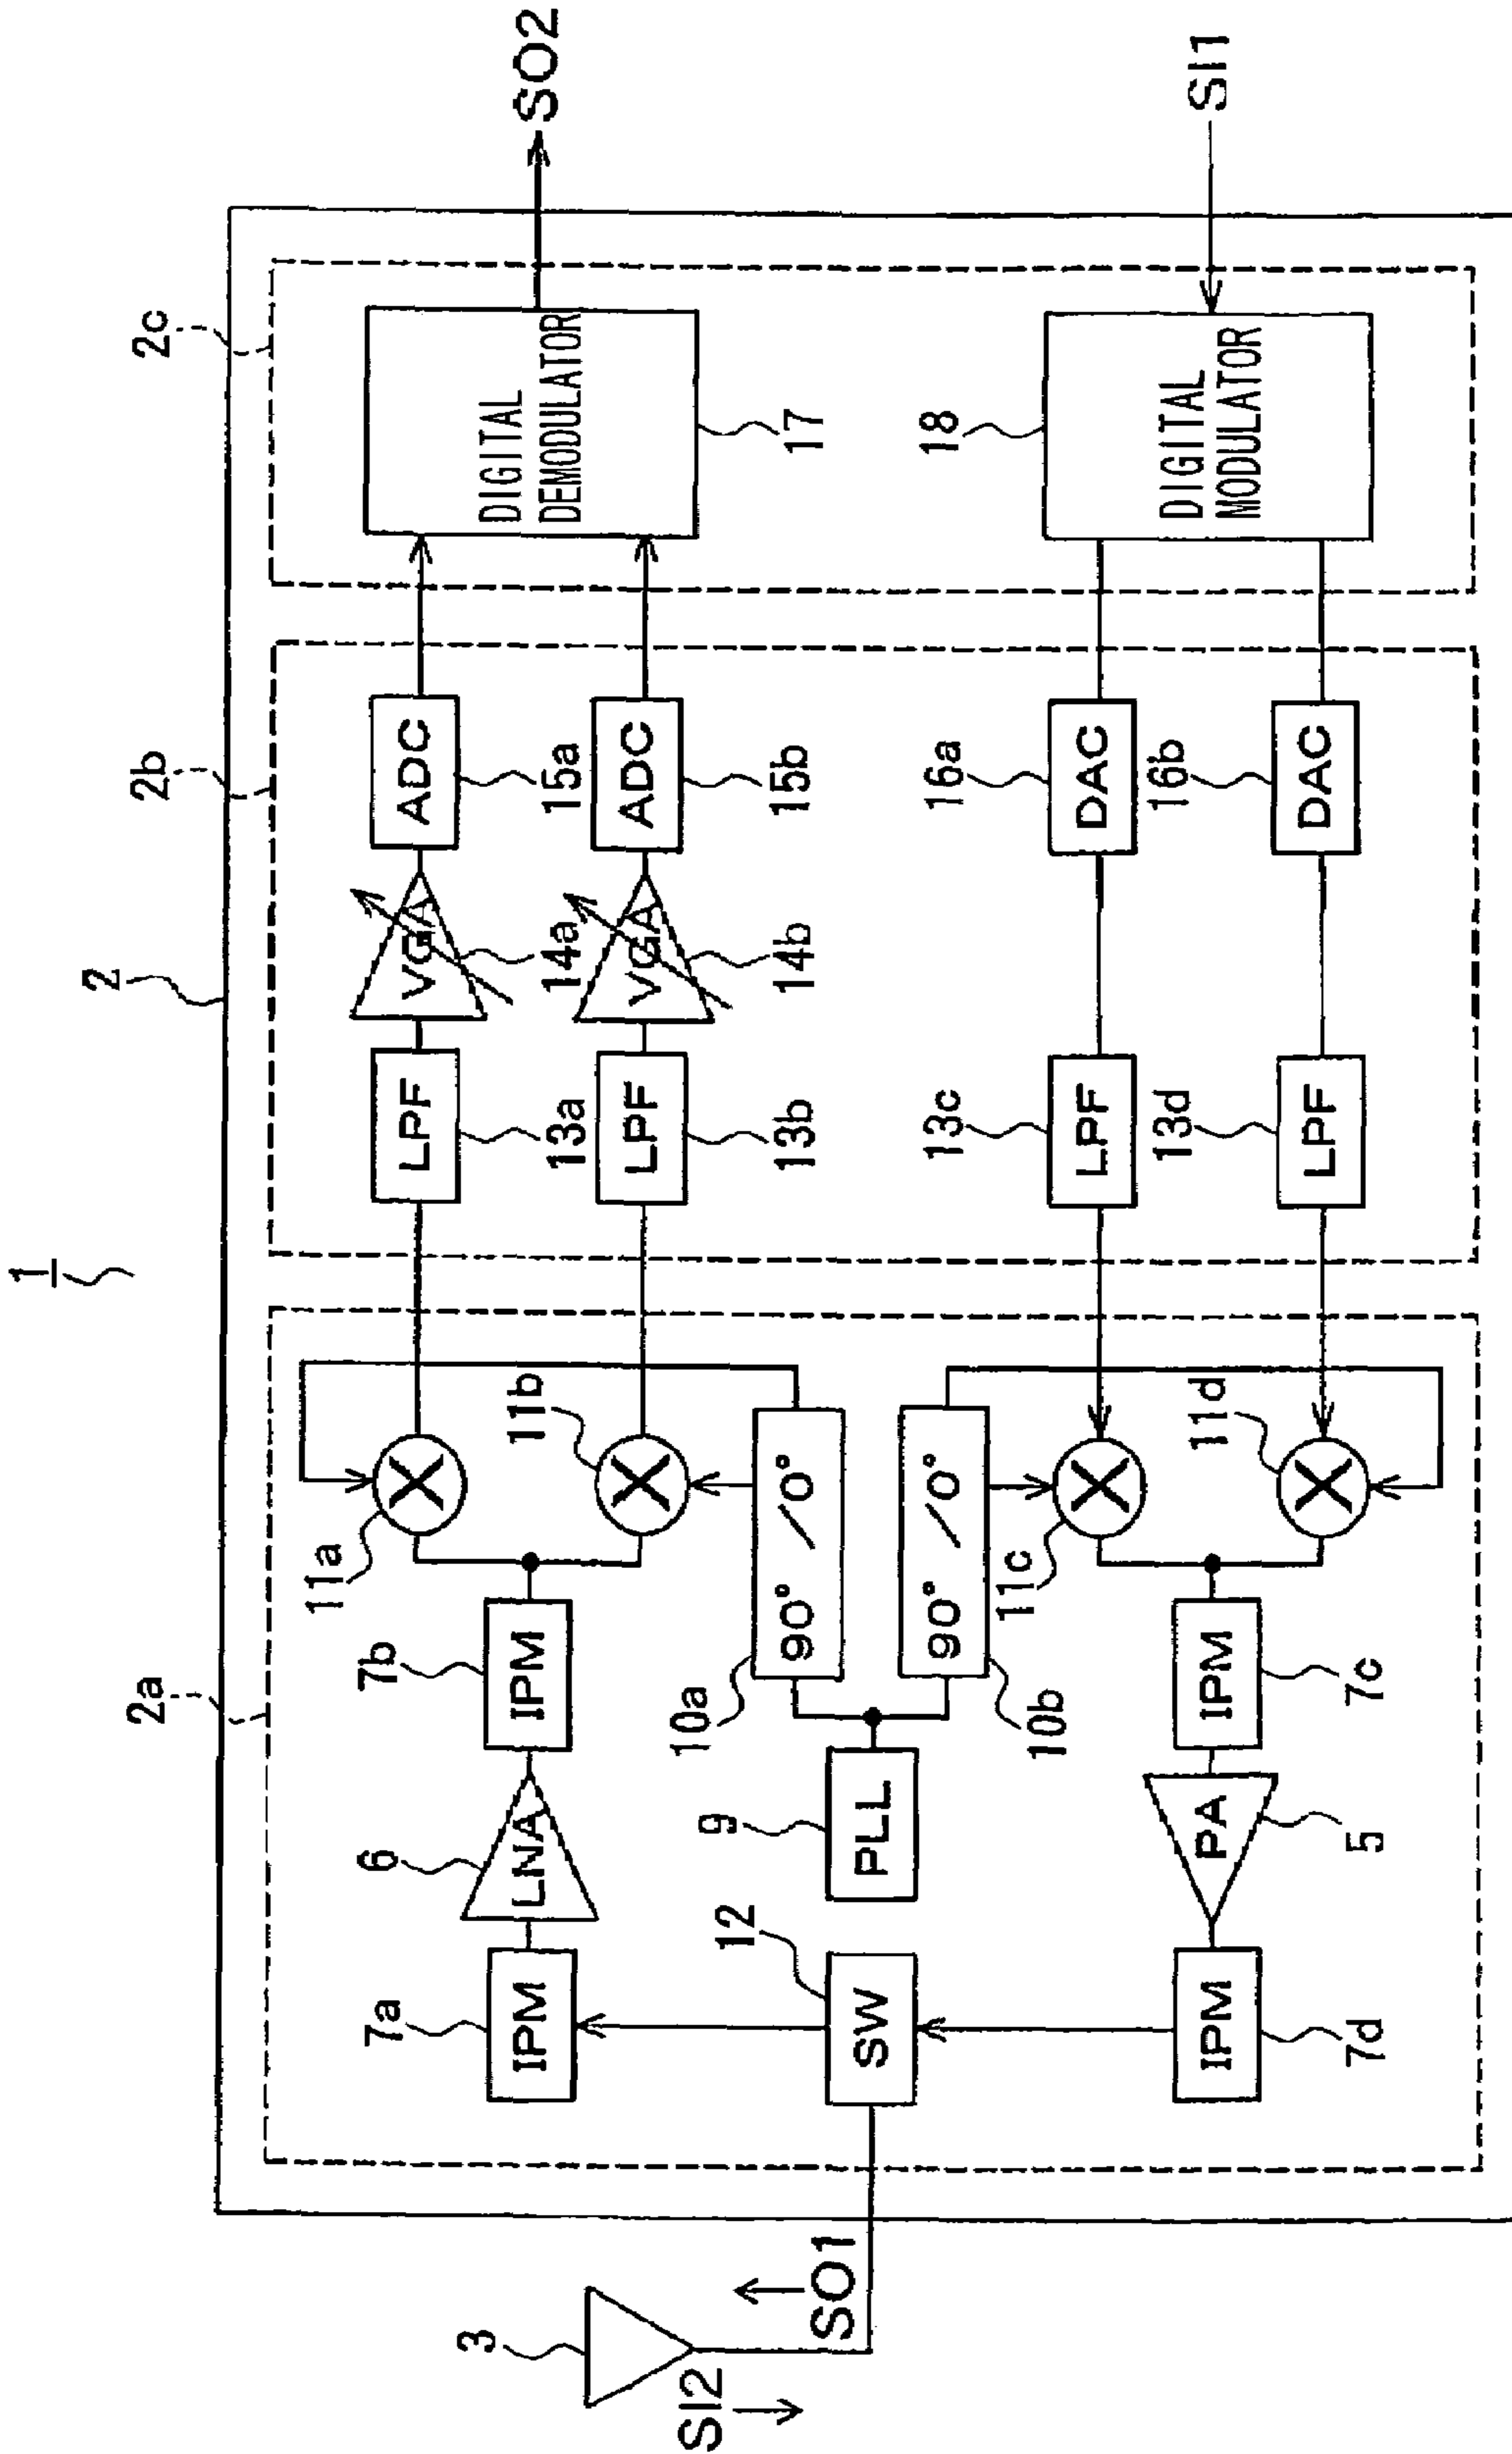 1
2
2a
2b
2c
3
SI2
SO1
7a
IPM
6
LNA
7b
IPM
11a
11b
12
SW
9
PLL
10a
90° /0°
90° /0°
10b
11c
11d
7d
IPM
5
PA
7c
IPM
LPF
13a
VGA
14a
ADC
15a
LPF
13b
VGA
14b
ADC
15b
13c
LPF
16a
DAC
13d
LPF
16b
DAC
DIGITAL
DEMODULATOR
17
18
DIGITAL
MODULATOR
SO2
SI1